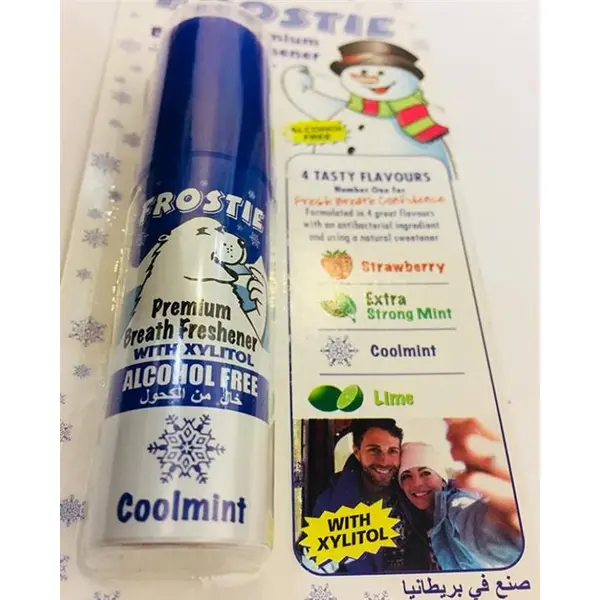 FROSTIE
ALCOHOL
FREE
FROSTIE
Premium
Breath Freshener
WITH XYLITOL
ALCOHOL FREE
خال من الكحول
Coolmint
4 TASTY FLAVOURS
Number One for
Fresh Breath Confidence
Formulated in 4 great flavours
with an antibacterial ingredient
and using a natural sweetener
Strawberry
Extra
Strong Mint
Coolmint
Lime
WITH
XYLITOL
صنع في بريطانيا